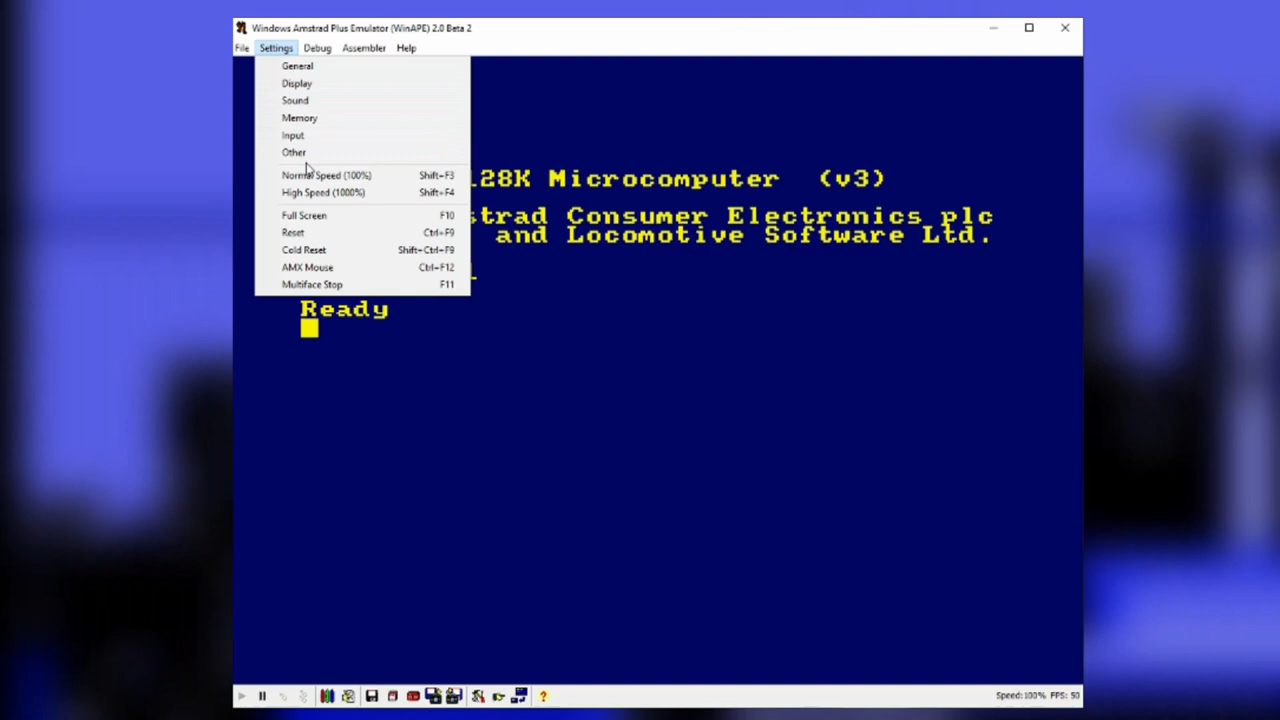 Windows Amstrad Plus Emulator (WinAPE) 2.0 Beta 2
File Settings Debug Assembler Help
General
Display
Sound
Memory
Input
Other
Normal Speed (100%) Shift+F3
High Speed (1000%) Shift+F4
Full Screen F10
Reset Ctrl+F9
Cold Reset Shift+Ctrl+F9
AMX Mouse Ctrl+F12
Multiface Stop F11
128K Microcomputer (v3)
strad Consumer Electronics plc
and Locomotive Software Ltd.
Ready
Speed:100% FPS: 50